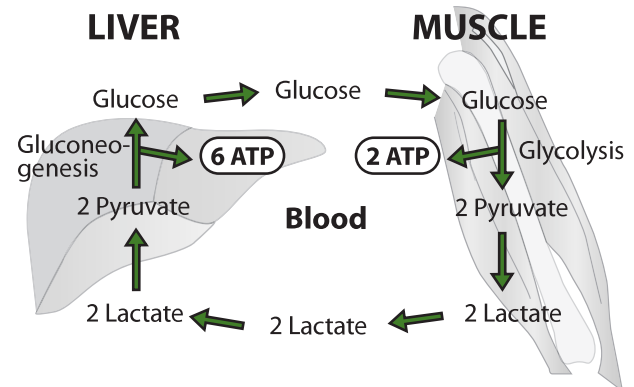 LIVER
MUSCLE
Glucose
Glucose
Glucose
Gluconeo-
genesis
6 ATP
2 ATP
Glycolysis
2 Pyruvate
Blood
2 Pyruvate
2 Lactate
2 Lactate
2 Lactate